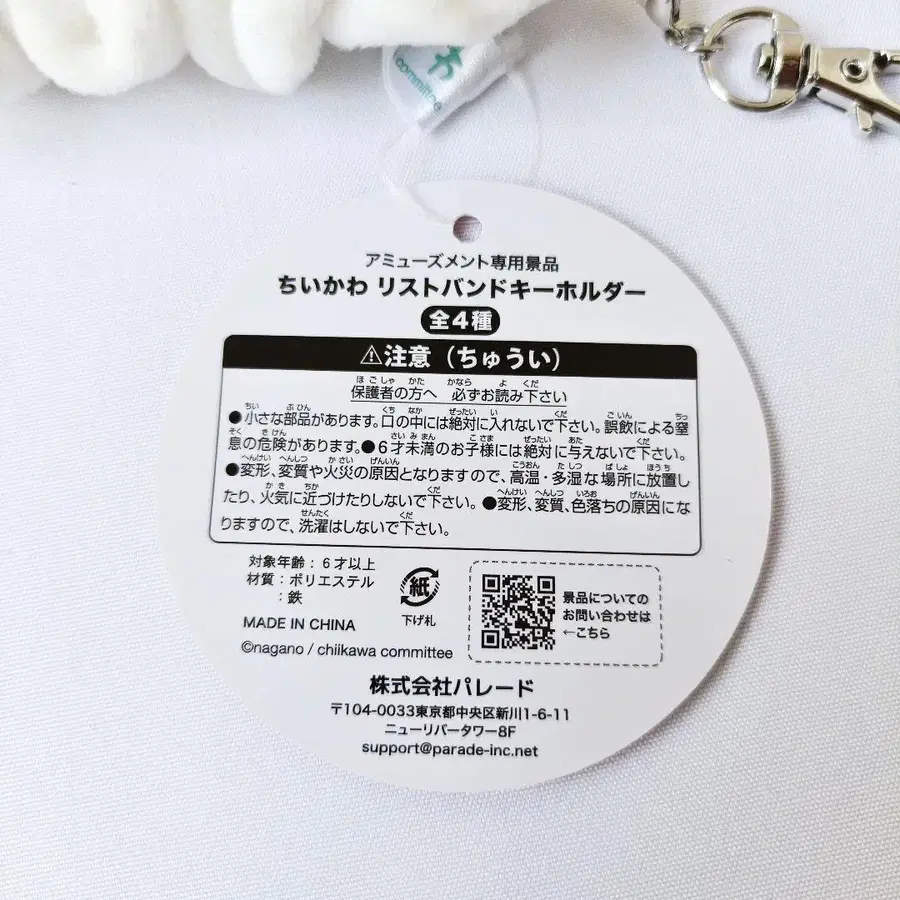 わ
committee
アミューズメント専用景品
ちいかわ リストバンドキーホルダー
全4種
⚠注意（ちゅうい）
保護者の方へ 必ずお読み下さい
●小さな部品があります。口の中には絶対に入れないで下さい。誤飲による窒
息の危険があります。●6才未満のお子様には絶対に与えないで下さい。
●変形、変質や火災の原因となりますので、高温・多湿な場所に放置し
たり、火気に近づけたりしないで下さい。●変形、変質、色落ちの原因にな
りますので、洗濯はしないで下さい。
対象年齢：6才以上
材質：ポリエステル
：鉄
紙
下げ札
景品についての
お問い合わせは
←こちら
MADE IN CHINA
©nagano / chiikawa committee
株式会社パレード
〒104-0033東京都中央区新川1-6-11
ニューリバータワー8F
support@parade-inc.net